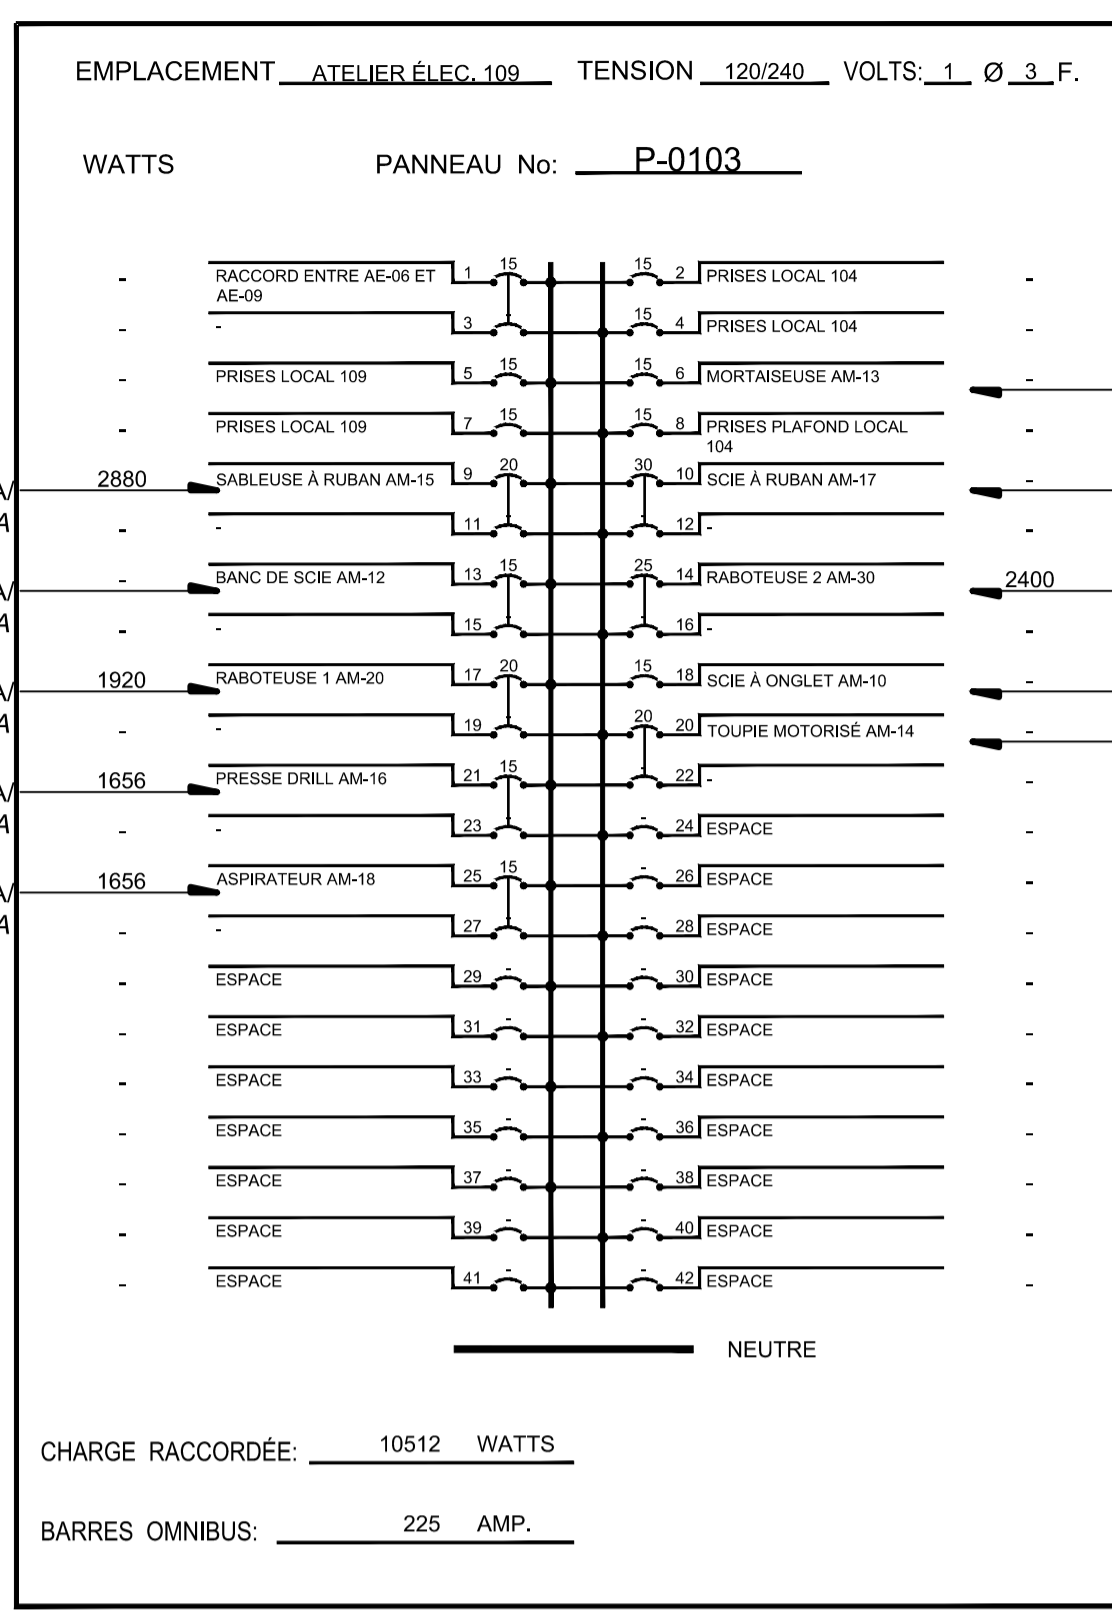 EMPLACEMENT ATELIER ÉLEC. 109 TENSION 120/240 VOLTS: 1 Ø 3 F.
WATTS PANNEAU No: P-0103
- RACCORD ENTRE AE-06 ET AE-09 1 15 15 2 PRISES LOCAL 104 -
- - 3 15 4 PRISES LOCAL 104 -
- PRISES LOCAL 109 5 15 15 6 MORTAISEUSE AM-13 -
- PRISES LOCAL 109 7 15 15 8 PRISES PLAFOND LOCAL 104 -
A/ 2880 SABLEUSE À RUBAN AM-15 9 20 30 10 SCIE À RUBAN AM-17 -
A - - 11 12 - -
A/ - BANC DE SCIE AM-12 13 15 25 14 RABOTEUSE 2 AM-30 2400
A - - 15 16 - -
A/ 1920 RABOTEUSE 1 AM-20 17 20 15 18 SCIE À ONGLET AM-10 -
A - - 19 20 20 TOUPIE MOTORISÉ AM-14 -
A/ 1656 PRESSE DRILL AM-16 21 15 22 - -
A - - 23 - 24 ESPACE -
A/ 1656 ASPIRATEUR AM-18 25 15 - 26 ESPACE -
A - - 27 - 28 ESPACE -
- ESPACE 29 - - 30 ESPACE -
- ESPACE 31 - - 32 ESPACE -
- ESPACE 33 - - 34 ESPACE -
- ESPACE 35 - - 36 ESPACE -
- ESPACE 37 - - 38 ESPACE -
- ESPACE 39 - - 40 ESPACE -
- ESPACE 41 - - 42 ESPACE -
NEUTRE
CHARGE RACCORDÉE: 10512 WATTS
BARRES OMNIBUS: 225 AMP.